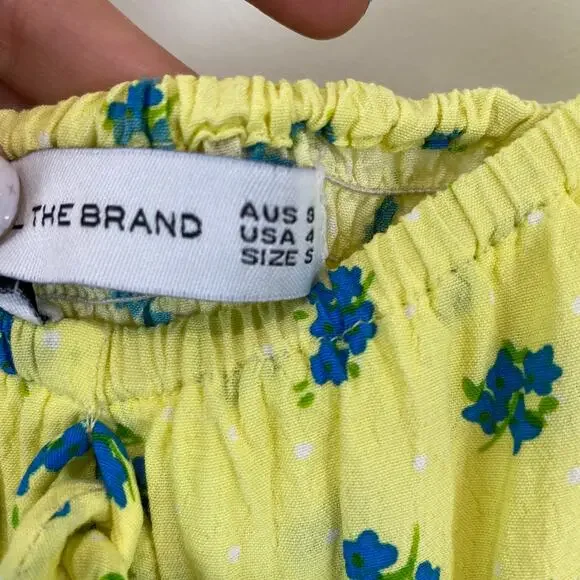 THE BRAND
AUS 8
USA 4
SIZE S